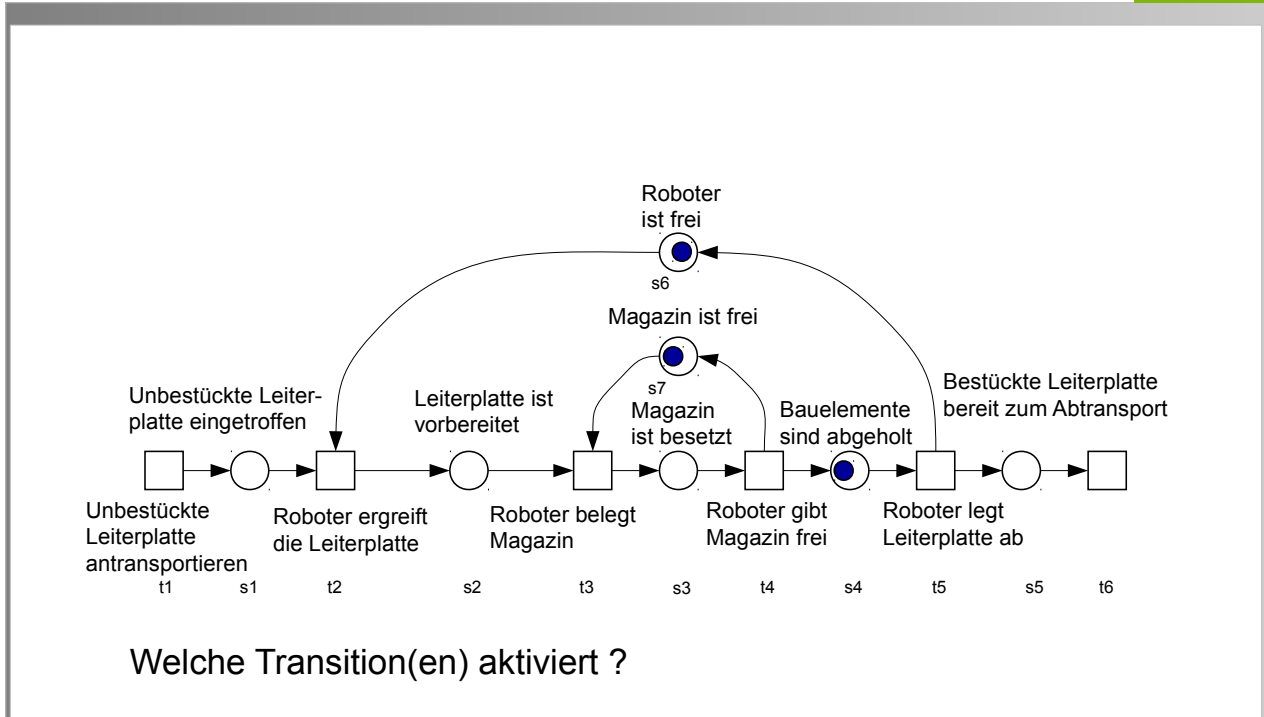 Roboter
ist frei
s6
Magazin ist frei
s7
Unbestückte Leiter-
platte eingetroffen
Leiterplatte ist
vorbereitet
Magazin
ist besetzt
Bauelemente
sind abgeholt
Bestückte Leiterplatte
bereit zum Abtransport
Unbestückte
Leiterplatte
antransportieren
Roboter ergreift
die Leiterplatte
Roboter belegt
Magazin
Roboter gibt
Magazin frei
Roboter legt
Leiterplatte ab
t1 s1 t2 s2 t3 s3 t4 s4 t5 s5 t6
Welche Transition(en) aktiviert ?